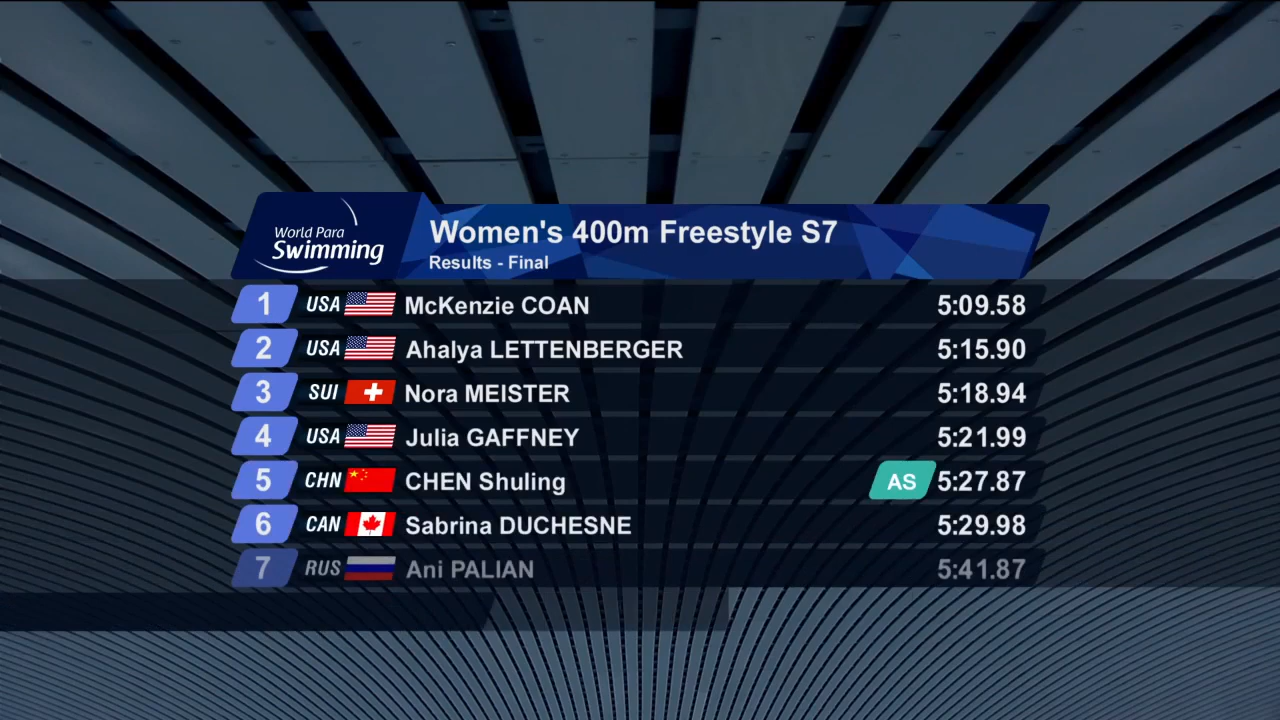 World Para
Swimming
Women's 400m Freestyle S7
Results - Final
1 USA McKenzie COAN 5:09.58
2 USA Ahalya LETTENBERGER 5:15.90
3 SUI Nora MEISTER 5:18.94
4 USA Julia GAFFNEY 5:21.99
5 CHN CHEN Shuling AS 5:27.87
6 CAN Sabrina DUCHESNE 5:29.98
7 RUS Ani PALIAN 5:41.87